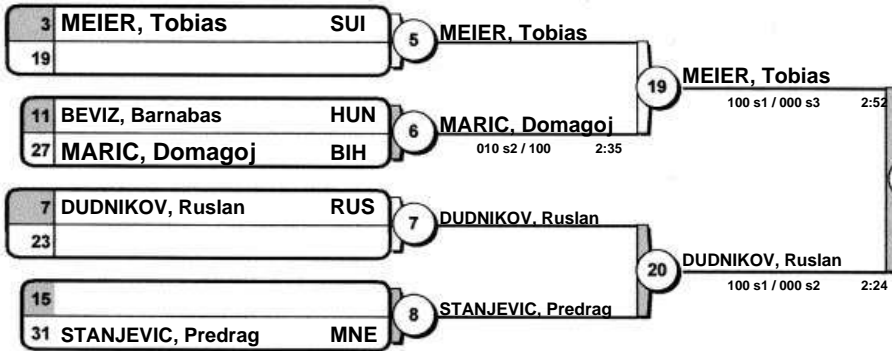 3 MEIER, Tobias SUI
19
5
MEIER, Tobias
11 BEVIZ, Barnabas HUN
27 MARIC, Domagoj BIH
6
MARIC, Domagoj
010 s2 / 100 2:35
19
MEIER, Tobias
100 s1 / 000 s3 2:52
7 DUDNIKOV, Ruslan RUS
23
7
DUDNIKOV, Ruslan
15
31 STANJEVIC, Predrag MNE
8
STANJEVIC, Predrag
20
DUDNIKOV, Ruslan
100 s1 / 000 s2 2:24